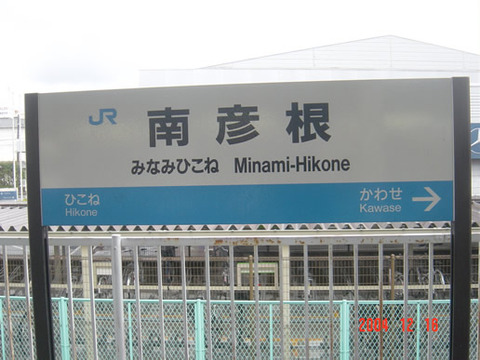 JR 南彦根
みなみひこね Minami-Hikone
ひこね かわせ →
Hikone Kawase
2004 12 16